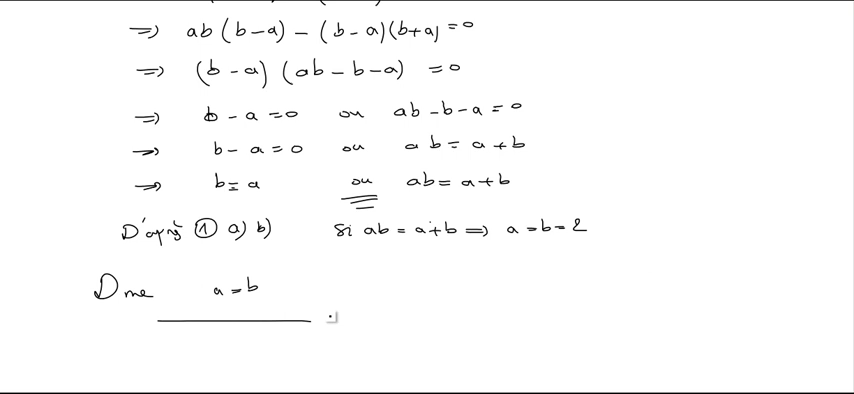 => ab(b-a) - (b-a)(b+a) = 0
=> (b-a) (ab-b-a) = 0
=> b-a=0 ou ab-b-a=0
=> b-a=0 ou ab=a+b
=> b=a ou ab=a+b
D'après ① a) b) Si ab=a+b => a=b=2
Donc a=b